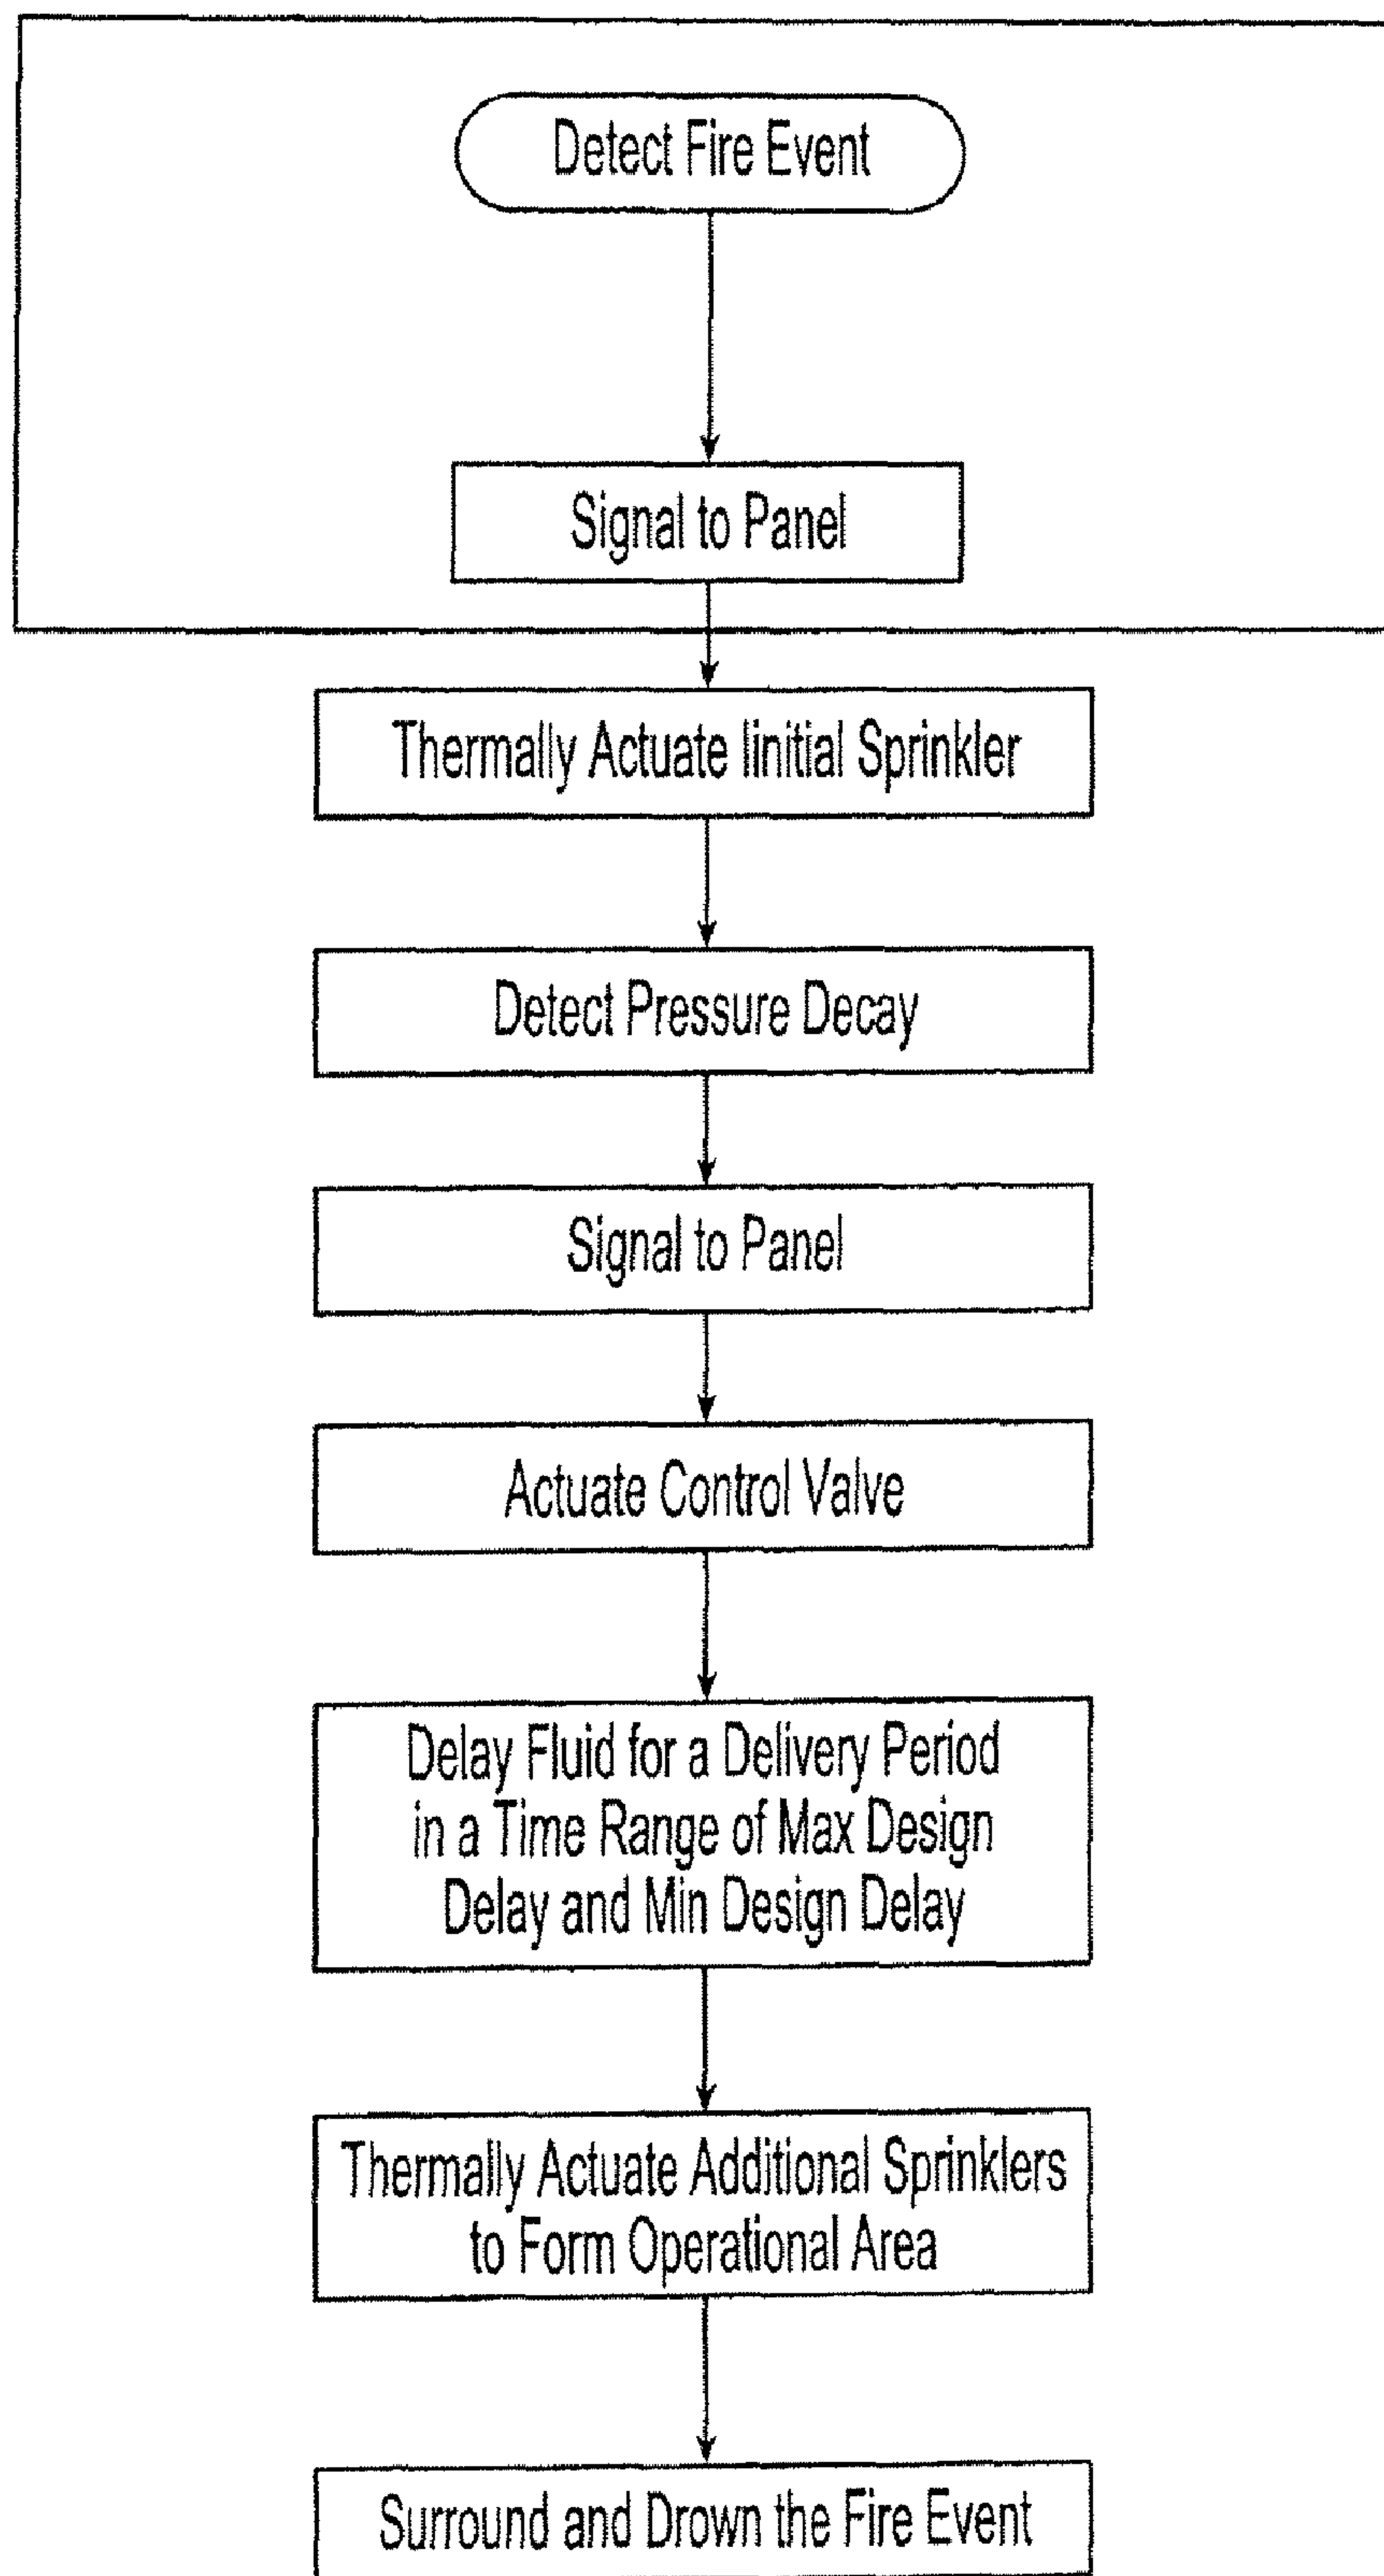 Detect Fire Event
Signal to Panel
Thermally Actuate Iinitial Sprinkler
Detect Pressure Decay
Signal to Panel
Actuate Control Valve
Delay Fluid for a Delivery Period
in a Time Range of Max Design
Delay and Min Design Delay
Thermally Actuate Additional Sprinklers
to Form Operational Area
Surround and Drown the Fire Event